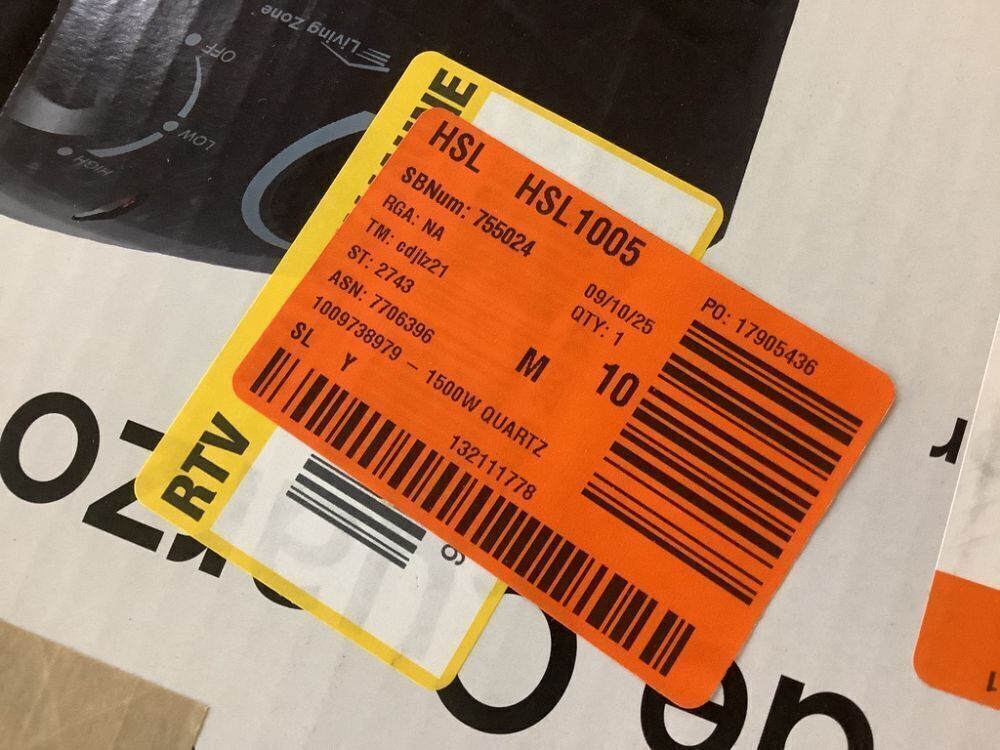 Living Zone
OFF
LOW
HIGH
RTV
HSL HSL1005
SBNum: 755024
RGA: NA
TM: cdjlz21
09/10/25
ST: 2743
QTY: 1
ASN: 7706396
M 10
1009738979 – 1500W QUARTZ
SL Y
132111778
PO: 17905436